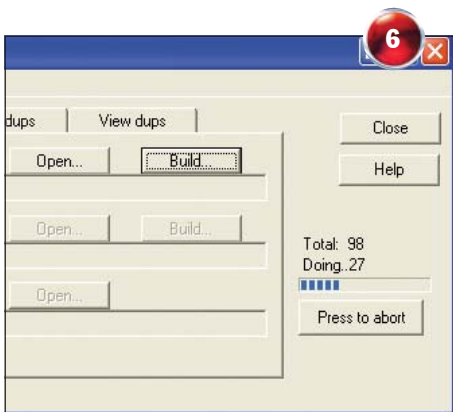 6
dups View dups
Close
Open... Build...
Help
Open... Build...
Total: 98
Doing..27
Open...
Press to abort